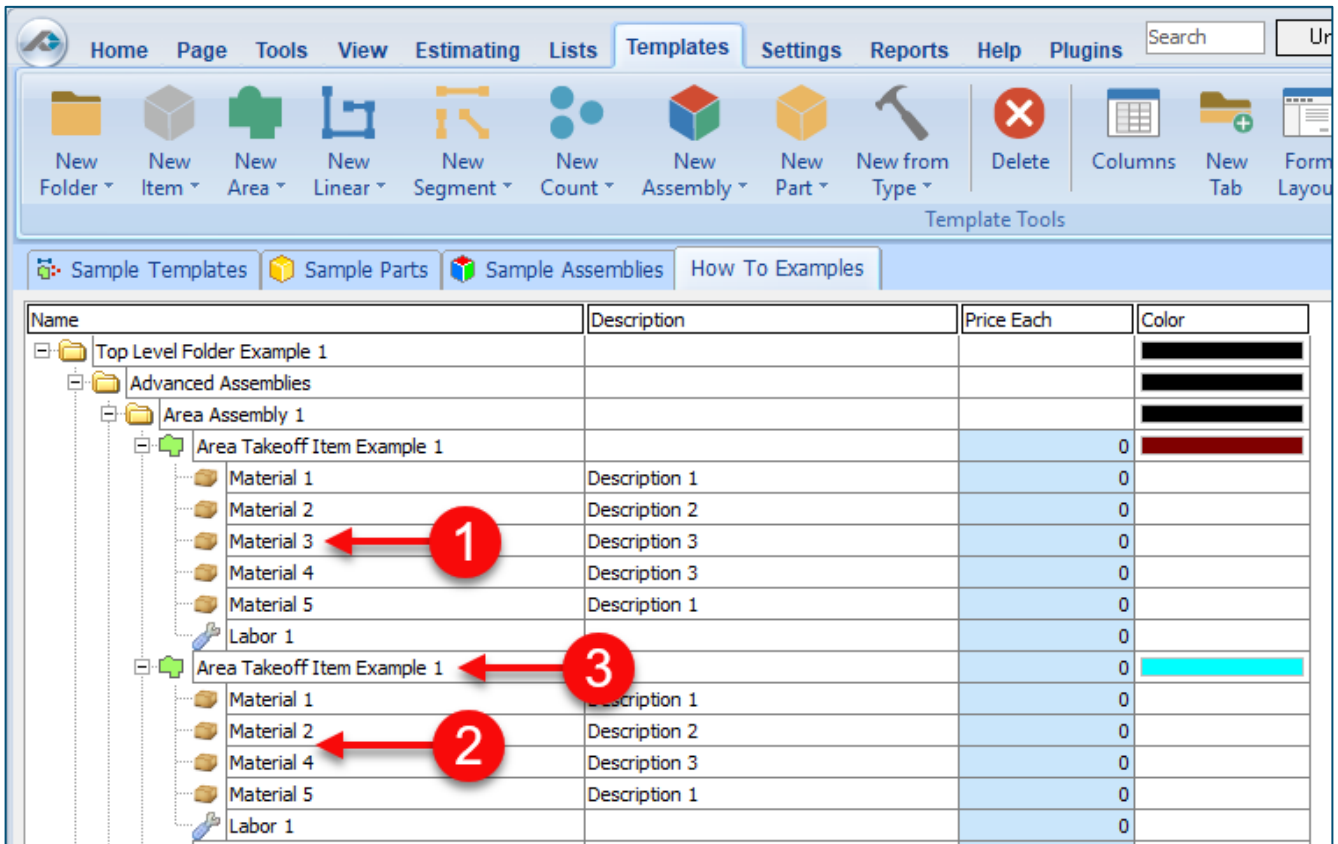 Home Page Tools View Estimating Lists Templates Settings Reports Help Plugins Search Un
New Folder New Item New Area New Linear New Segment New Count New Assembly New Part New from Type Delete Columns New Tab Form Layou
Template Tools
Sample Templates Sample Parts Sample Assemblies How To Examples
Name Description Price Each Color
Top Level Folder Example 1
Advanced Assemblies
Area Assembly 1
Area Takeoff Item Example 1 0
Material 1 Description 1 0
Material 2 Description 2 0
Material 3 1 Description 3 0
Material 4 Description 3 0
Material 5 Description 1 0
Labor 1 0
Area Takeoff Item Example 1 3 0
Material 1 Description 1 0
Material 2 Description 2 0
2
Material 4 Description 3 0
Material 5 Description 1 0
Labor 1 0